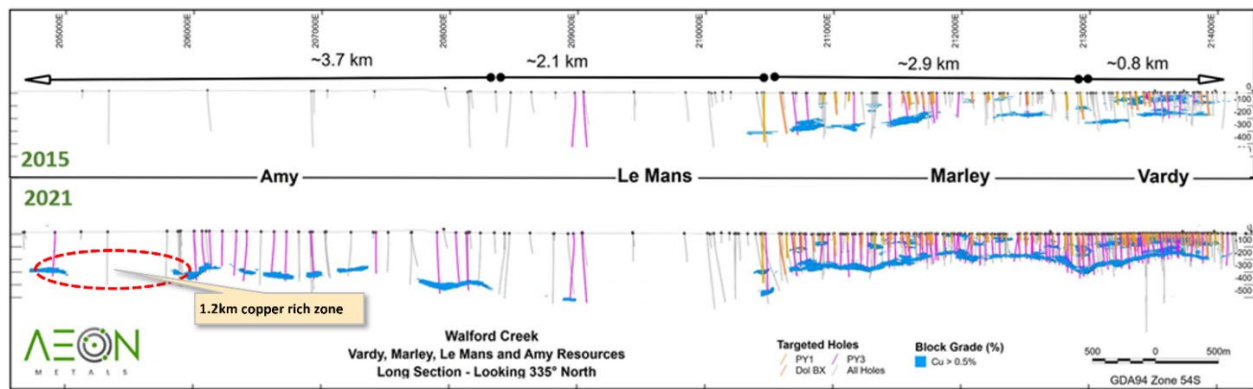 205000E 206000E 207000E 208000E 209000E 210000E 211000E 212000E 213000E 214000E
~3.7 km ~2.1 km ~2.9 km ~0.8 km
0
-100
-200
-300
-400
2015
Amy Le Mans Marley Vardy
2021
0
-100
-200
-300
-400
-500
1.2km copper rich zone
AEON
METALS
Walford Creek
Vardy, Marley, Le Mans and Amy Resources
Long Section - Looking 335° North
Targeted Holes
PY1 PY3
Dol BX All Holes
Block Grade (%)
Cu > 0.5%
500 0 500m
GDA94 Zone 54S